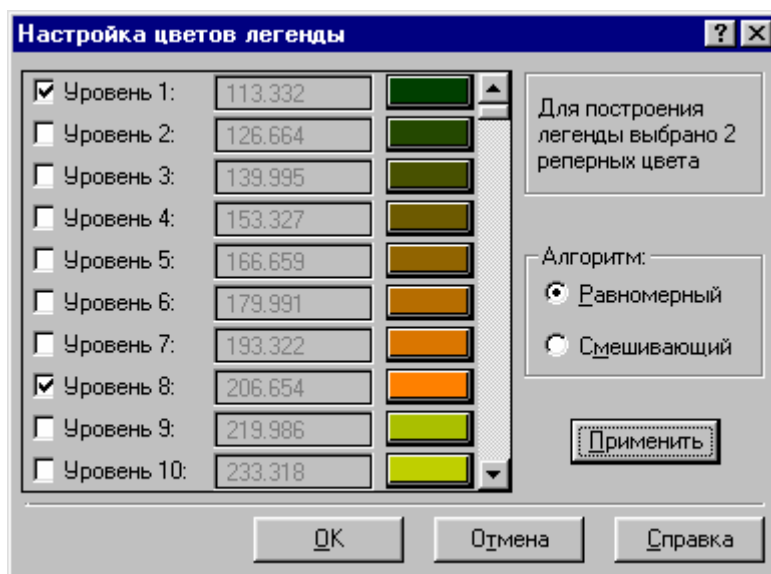 Настройка цветов легенды
Уровень 1: 113.332
Уровень 2: 126.664
Уровень 3: 139.995
Уровень 4: 153.327
Уровень 5: 166.659
Уровень 6: 179.991
Уровень 7: 193.322
Уровень 8: 206.654
Уровень 9: 219.986
Уровень 10: 233.318
Для построения
легенды выбрано 2
реперных цвета
Алгоритм:
Равномерный
Смешивающий
Применить
OK Отмена Справка